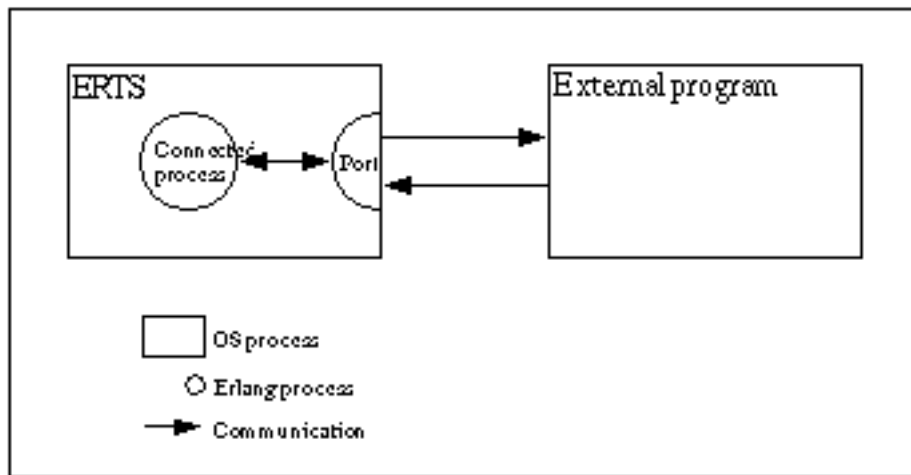 ERTS
External program
Connected
process
Port
OS process
Erlang process
Communication